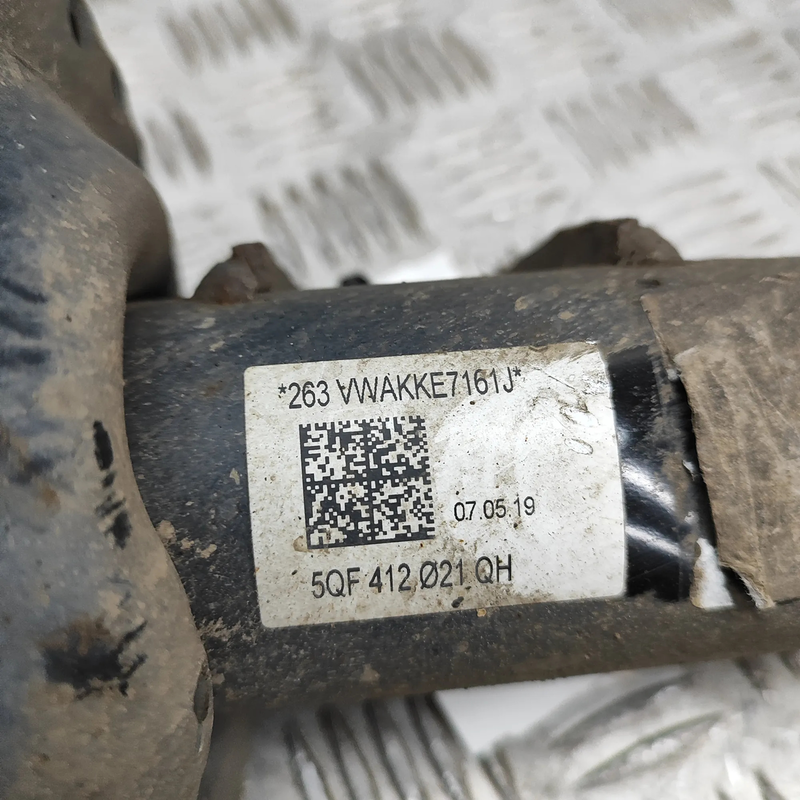 *263 VWAKKE7161J*
07.05.19
5QF 412 Ø21 QH